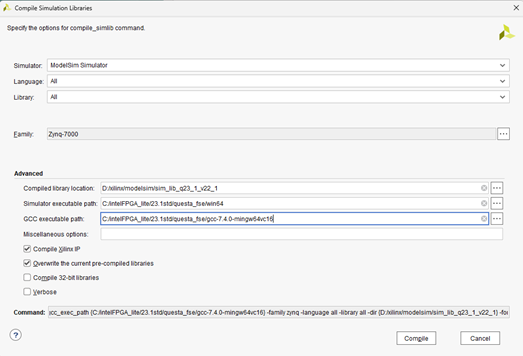 Compile Simulation Libraries
Specify the options for compile_simlib command.
Simulator: ModelSim Simulator
Language: All
Library: All
Family: Zynq-7000
Advanced
Compiled library location: D:/xilinx/modelsim/sim_lib_q23_1_v22_1
Simulator executable path: C:/intelFPGA_lite/23.1std/questa_fse/win64
GCC executable path: C:/intelFPGA_lite/23.1std/questa_fse/gcc-7.4.0-mingw64vc16
Miscellaneous options:
Compile Xilinx IP
Overwrite the current pre-compiled libraries
Compile 32-bit libraries
Verbose
Command: gcc_exec_path {C:/intelFPGA_lite/23.1std/questa_fse/gcc-7.4.0-mingw64vc16} -family zynq -language all -library all -dir {D:/xilinx/modelsim/sim_lib_q23_1_v22_1} -for
?
Compile
Cancel